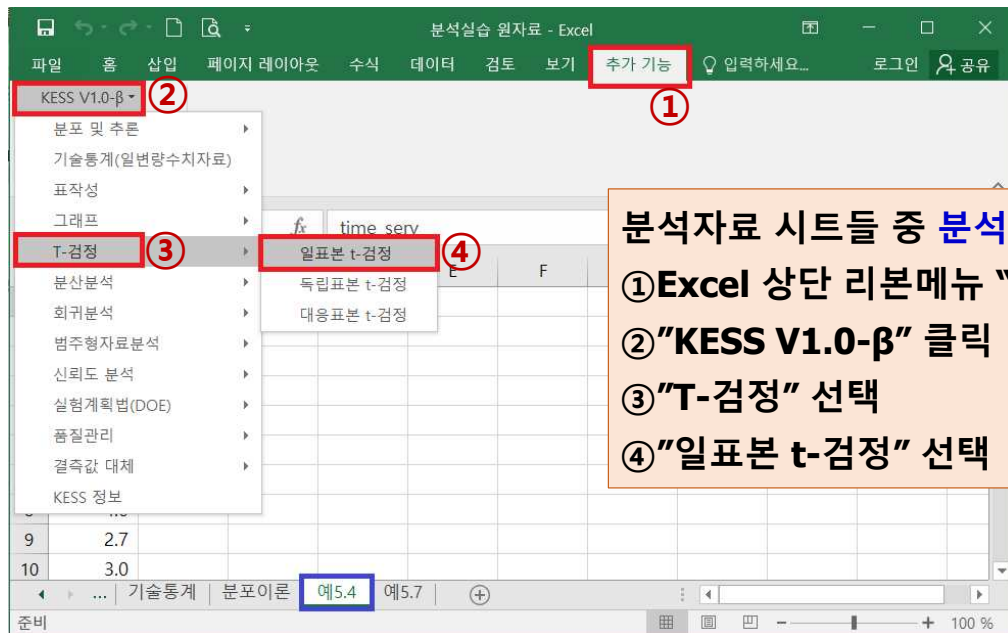 분석실습 원자료 - Excel
파일 홈 삽입 페이지 레이아웃 수식 데이터 검토 보기 추가 기능 입력하세요... 로그인 공유
①
KESS V1.0-β ②
분포 및 추론
기술통계(일변량수치자료)
표작성
그래프
fx time_serv
T-검정 ③
일표본 t-검정 ④
독립표본 t-검정
대응표본 t-검정
E F
분산분석
회귀분석
범주형자료분석
신뢰도 분석
실험계획법(DOE)
품질관리
결측값 대체
KESS 정보
분석자료 시트들 중 분석
①Excel 상단 리본메뉴 “
②”KESS V1.0-β” 클릭
③”T-검정” 선택
④”일표본 t-검정” 선택
9 2.7
10 3.0
... 기술통계 분포이론 예5.4 예5.7
준비 100 %